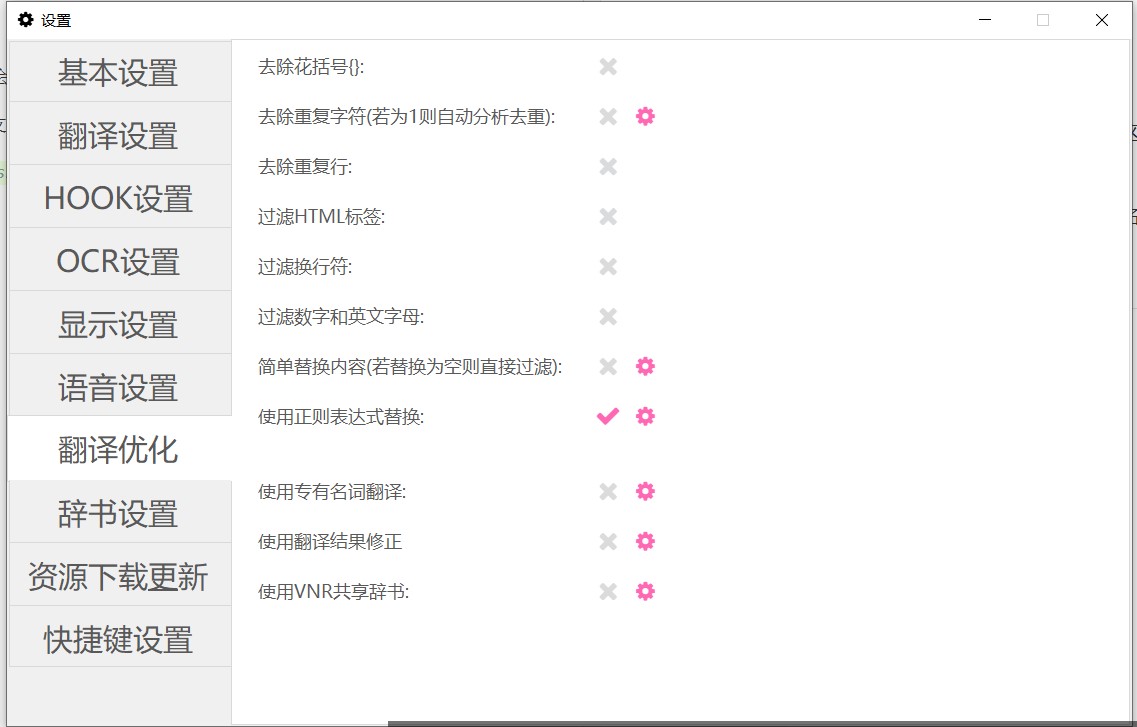 设置
基本设置
翻译设置
HOOK设置
OCR设置
显示设置
语音设置
翻译优化
辞书设置
资源下载更新
快捷键设置
去除花括号{}:
去除重复字符(若为1则自动分析去重):
去除重复行:
过滤HTML标签:
过滤换行符:
过滤数字和英文字母:
简单替换内容(若替换为空则直接过滤):
使用正则表达式替换:
使用专有名词翻译:
使用翻译结果修正
使用VNR共享辞书: